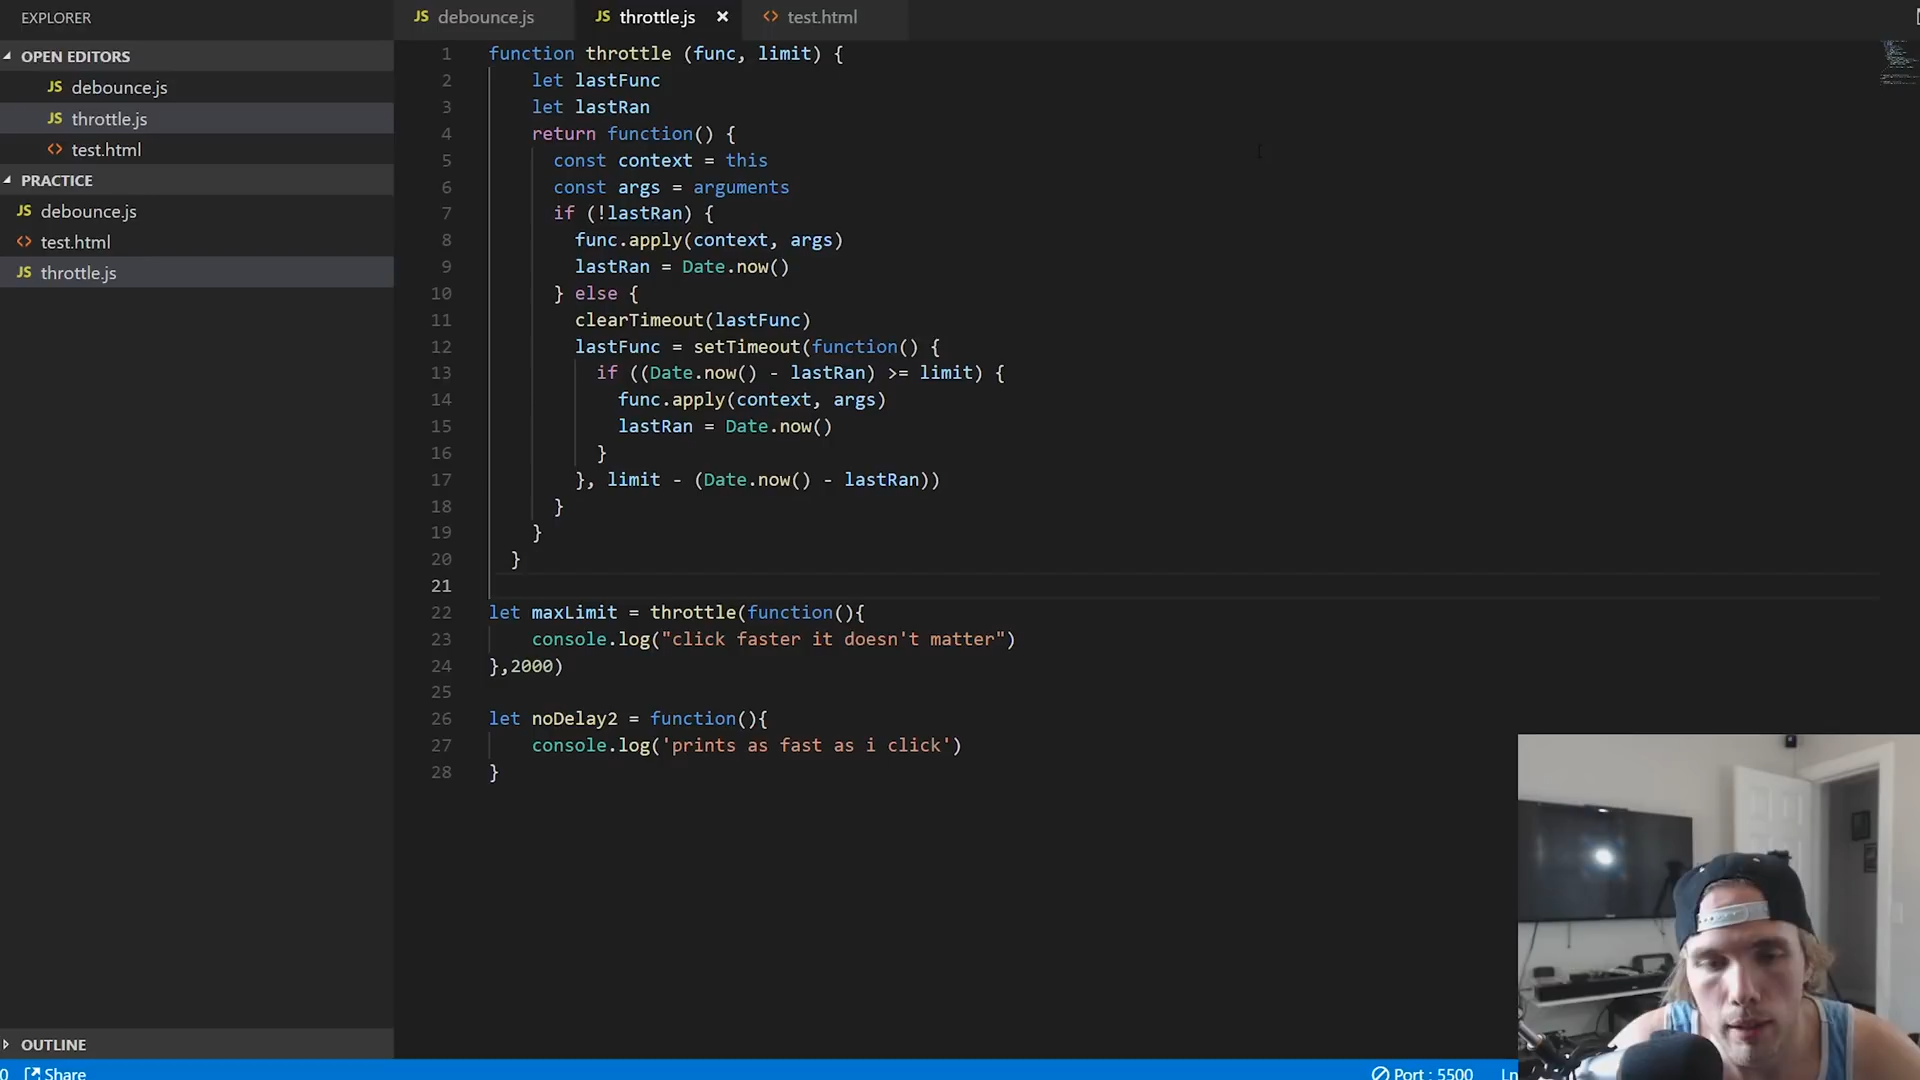 EXPLORER
OPEN EDITORS
JS debounce.js
JS throttle.js
<> test.html
PRACTICE
JS debounce.js
<> test.html
JS throttle.js
OUTLINE
JS debounce.js
JS throttle.js ×
<> test.html
1 function throttle (func, limit) {
2 let lastFunc
3 let lastRan
4 return function() {
5 const context = this
6 const args = arguments
7 if (!lastRan) {
8 func.apply(context, args)
9 lastRan = Date.now()
10 } else {
11 clearTimeout(lastFunc)
12 lastFunc = setTimeout(function() {
13 if ((Date.now() - lastRan) >= limit) {
14 func.apply(context, args)
15 lastRan = Date.now()
16 }
17 }, limit - (Date.now() - lastRan))
18 }
19 }
20 }
21
22 let maxLimit = throttle(function(){
23 console.log("click faster it doesn't matter")
24 },2000)
25
26 let noDelay2 = function(){
27 console.log('prints as fast as i click')
28 }
0 Share
Port : 5500 Ln